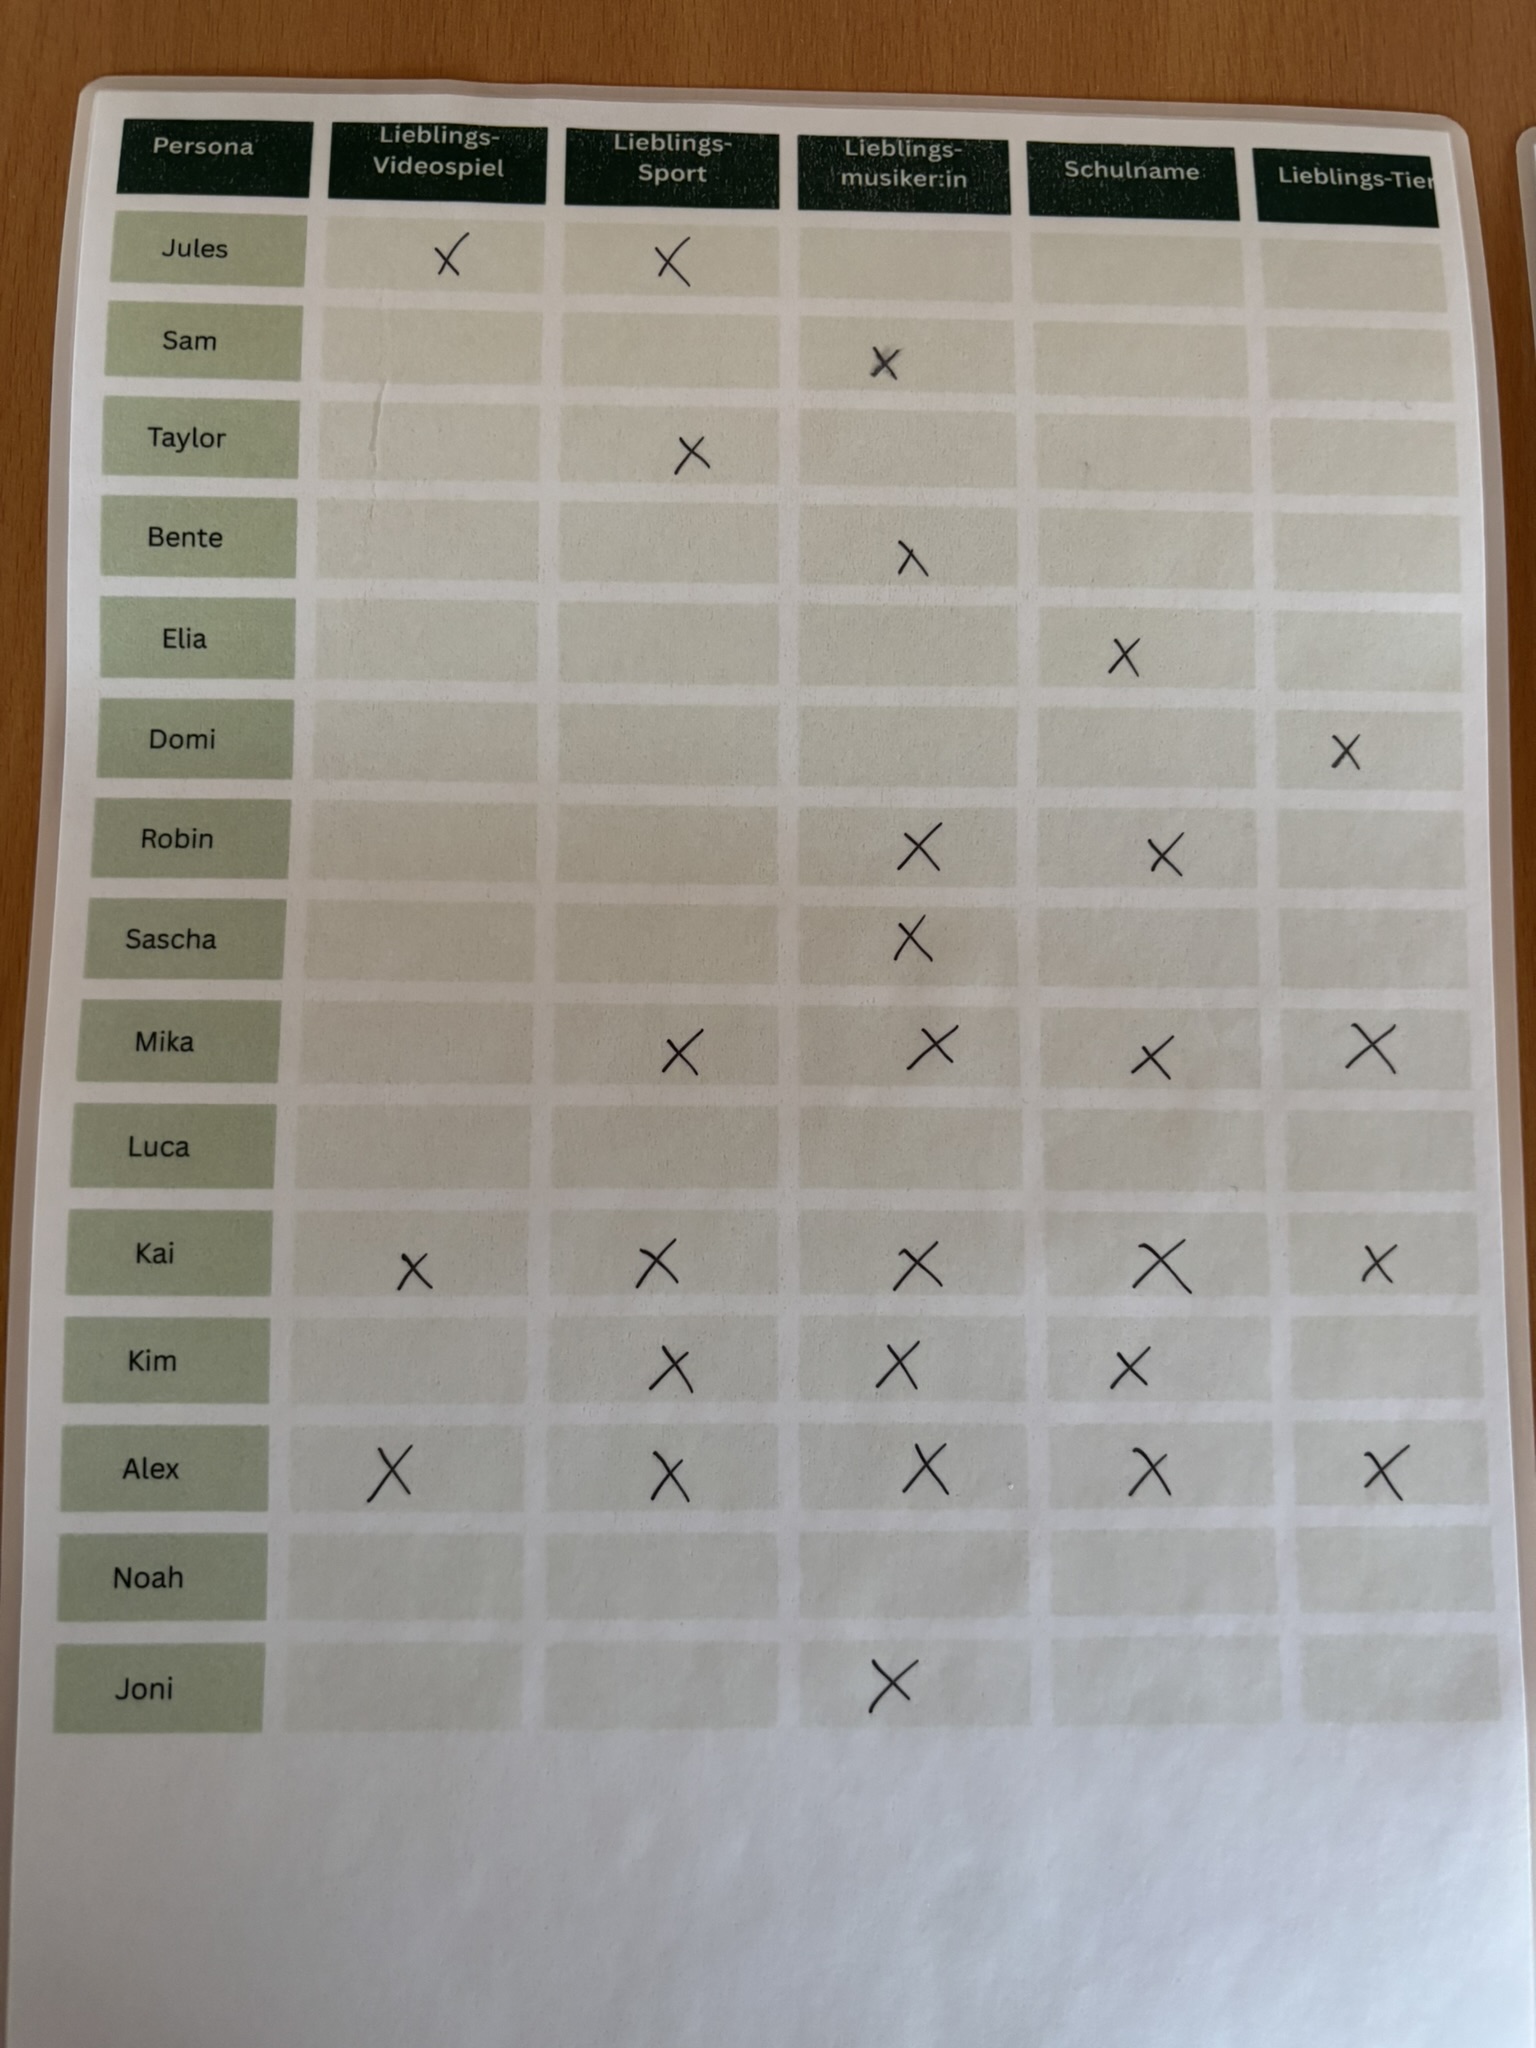 Persona Lieblings-Videospiel Lieblings-Sport Lieblings-musiker:in Schulname Lieblings-Tier
Jules X X
Sam X
Taylor X
Bente X
Elia X
Domi X
Robin X X
Sascha X
Mika X X X X
Luca
Kai X X X X X
Kim X X X
Alex X X X X X
Noah
Joni X